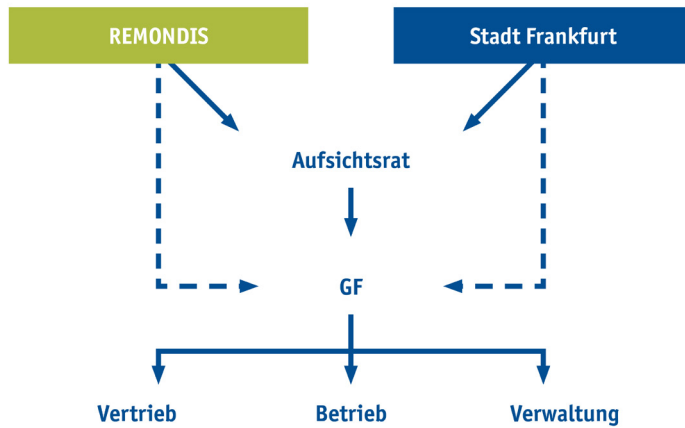 REMONDIS
Stadt Frankfurt
Aufsichtsrat
GF
Vertrieb
Betrieb
Verwaltung